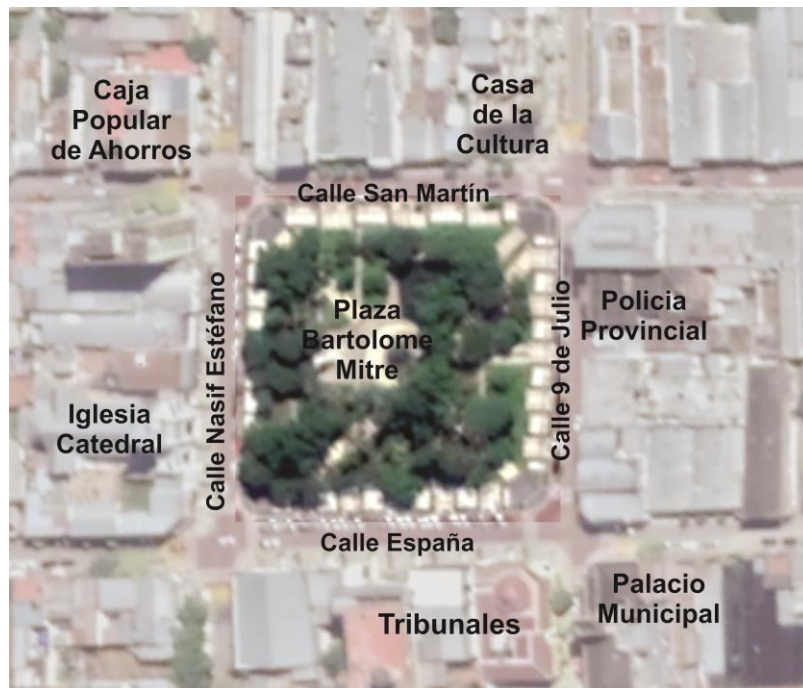 Caja
Popular
de Ahorros
Casa
de la
Cultura
Calle San Martín
Calle Nasif Estéfano
Plaza
Bartolome
Mitre
Calle 9 de Julio
Policia
Provincial
Iglesia
Catedral
Calle España
Tribunales
Palacio
Municipal